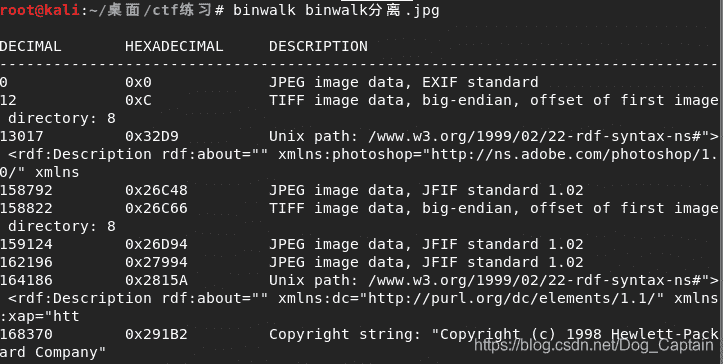 root@kali:~/桌面/ctf练习# binwalk binwalk分离.jpg
DECIMAL HEXADECIMAL DESCRIPTION
--------------------------------------------------------------------------------
0 0x0 JPEG image data, EXIF standard
12 0xC TIFF image data, big-endian, offset of first image
directory: 8
13017 0x32D9 Unix path: /www.w3.org/1999/02/22-rdf-syntax-ns#">
<rdf:Description rdf:about="" xmlns:photoshop="http://ns.adobe.com/photoshop/1.
0/" xmlns
158792 0x26C48 JPEG image data, JFIF standard 1.02
158822 0x26C66 TIFF image data, big-endian, offset of first image
directory: 8
159124 0x26D94 JPEG image data, JFIF standard 1.02
162196 0x27994 JPEG image data, JFIF standard 1.02
164186 0x2815A Unix path: /www.w3.org/1999/02/22-rdf-syntax-ns#">
<rdf:Description rdf:about="" xmlns:dc="http://purl.org/dc/elements/1.1/" xmlns
:xap="htt
168370 0x291B2 Copyright string: "Copyright (c) 1998 Hewlett-Pack
ard Company"
https://blog.csdn.net/Dog_Captain